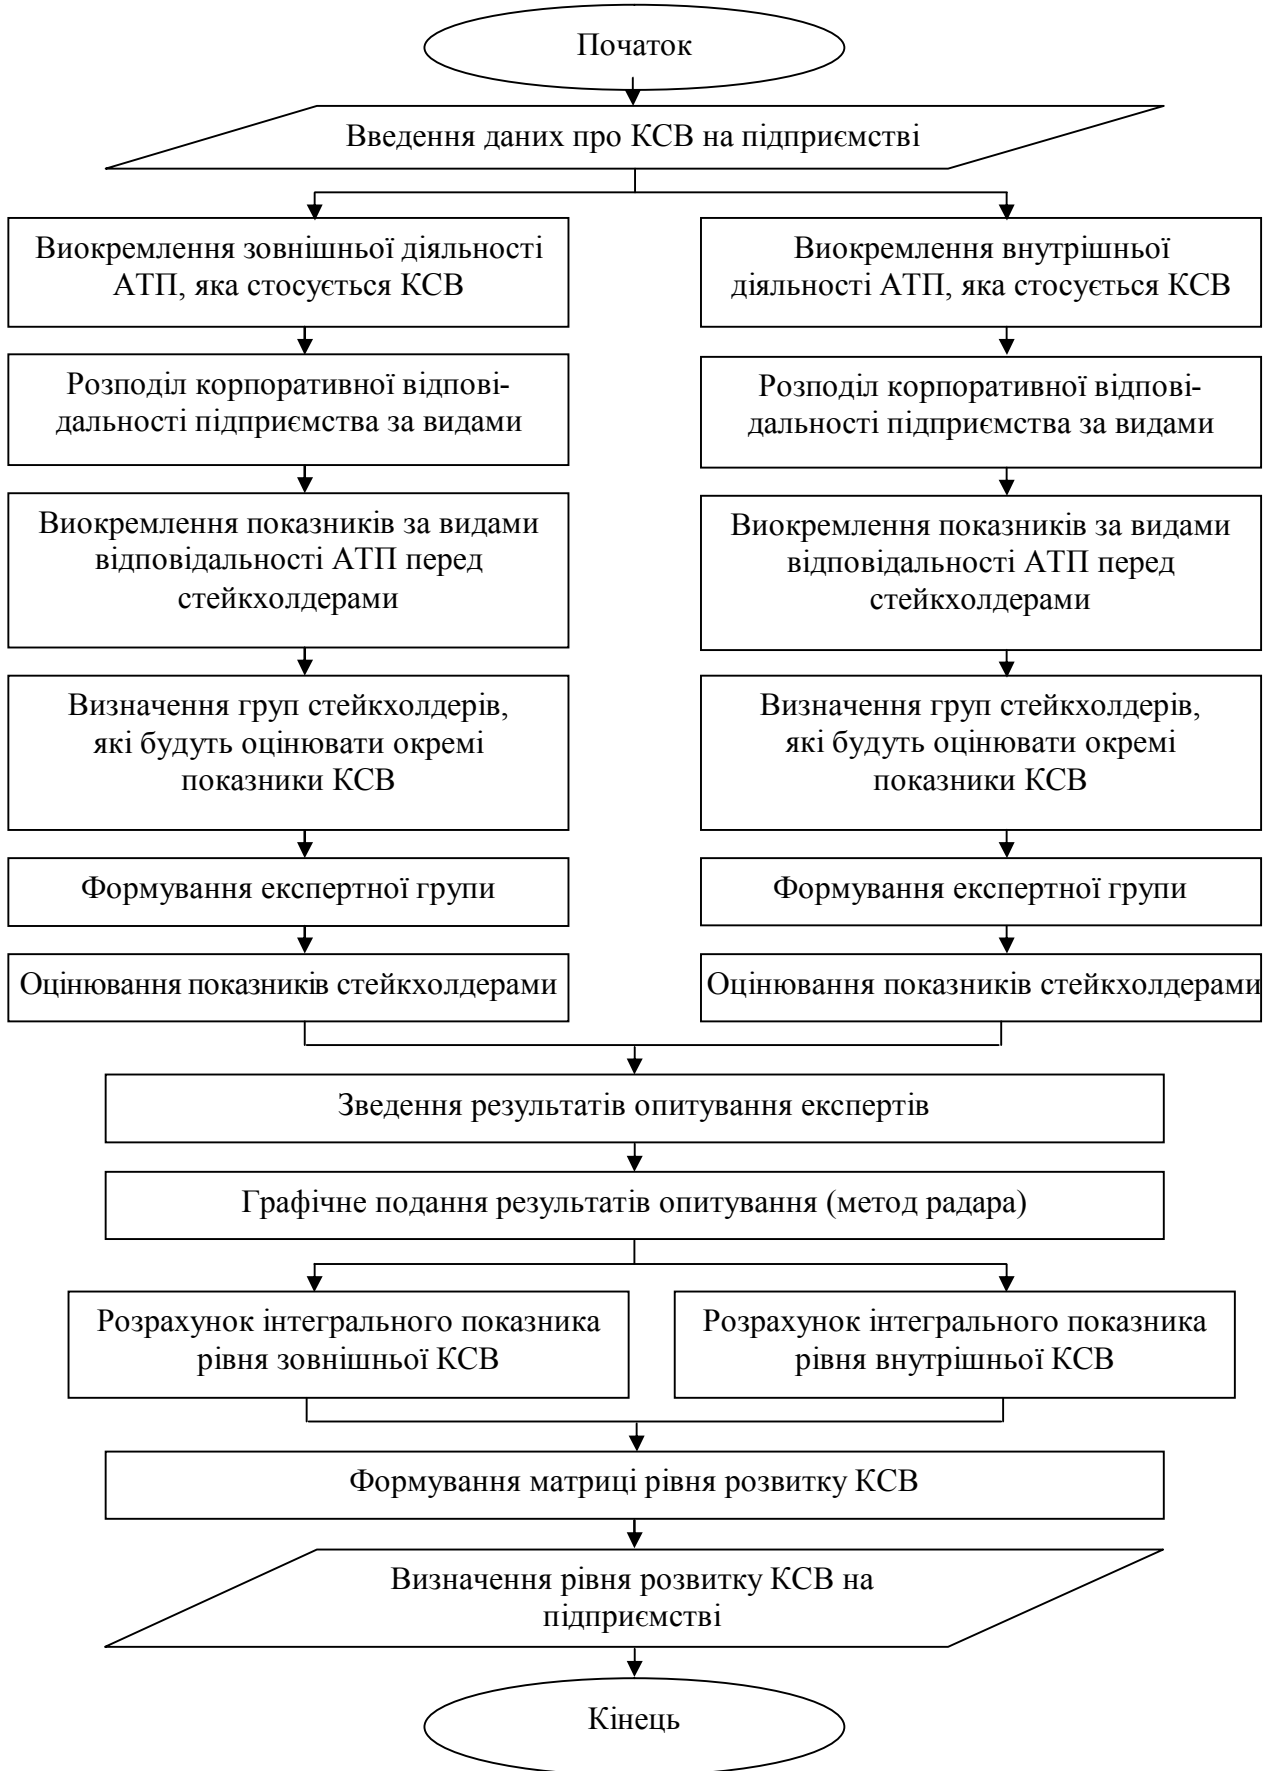 Початок
Введення даних про КСВ на підприємстві
Виокремлення зовнішньої діяльності
АТП, яка стосується КСВ
Виокремлення внутрішньої
діяльності АТП, яка стосується КСВ
Розподіл корпоративної відпові-
дальності підприємства за видами
Розподіл корпоративної відпові-
дальності підприємства за видами
Виокремлення показників за видами
відповідальності АТП перед
стейкхолдерами
Виокремлення показників за видами
відповідальності АТП перед
стейкхолдерами
Визначення груп стейкхолдерів,
які будуть оцінювати окремі
показники КСВ
Визначення груп стейкхолдерів,
які будуть оцінювати окремі
показники КСВ
Формування експертної групи
Формування експертної групи
Оцінювання показників стейкхолдерами
Оцінювання показників стейкхолдерами
Зведення результатів опитування експертів
Графічне подання результатів опитування (метод радара)
Розрахунок інтегрального показника
рівня зовнішньої КСВ
Розрахунок інтегрального показника
рівня внутрішньої КСВ
Формування матриці рівня розвитку КСВ
Визначення рівня розвитку КСВ на
підприємстві
Кінець